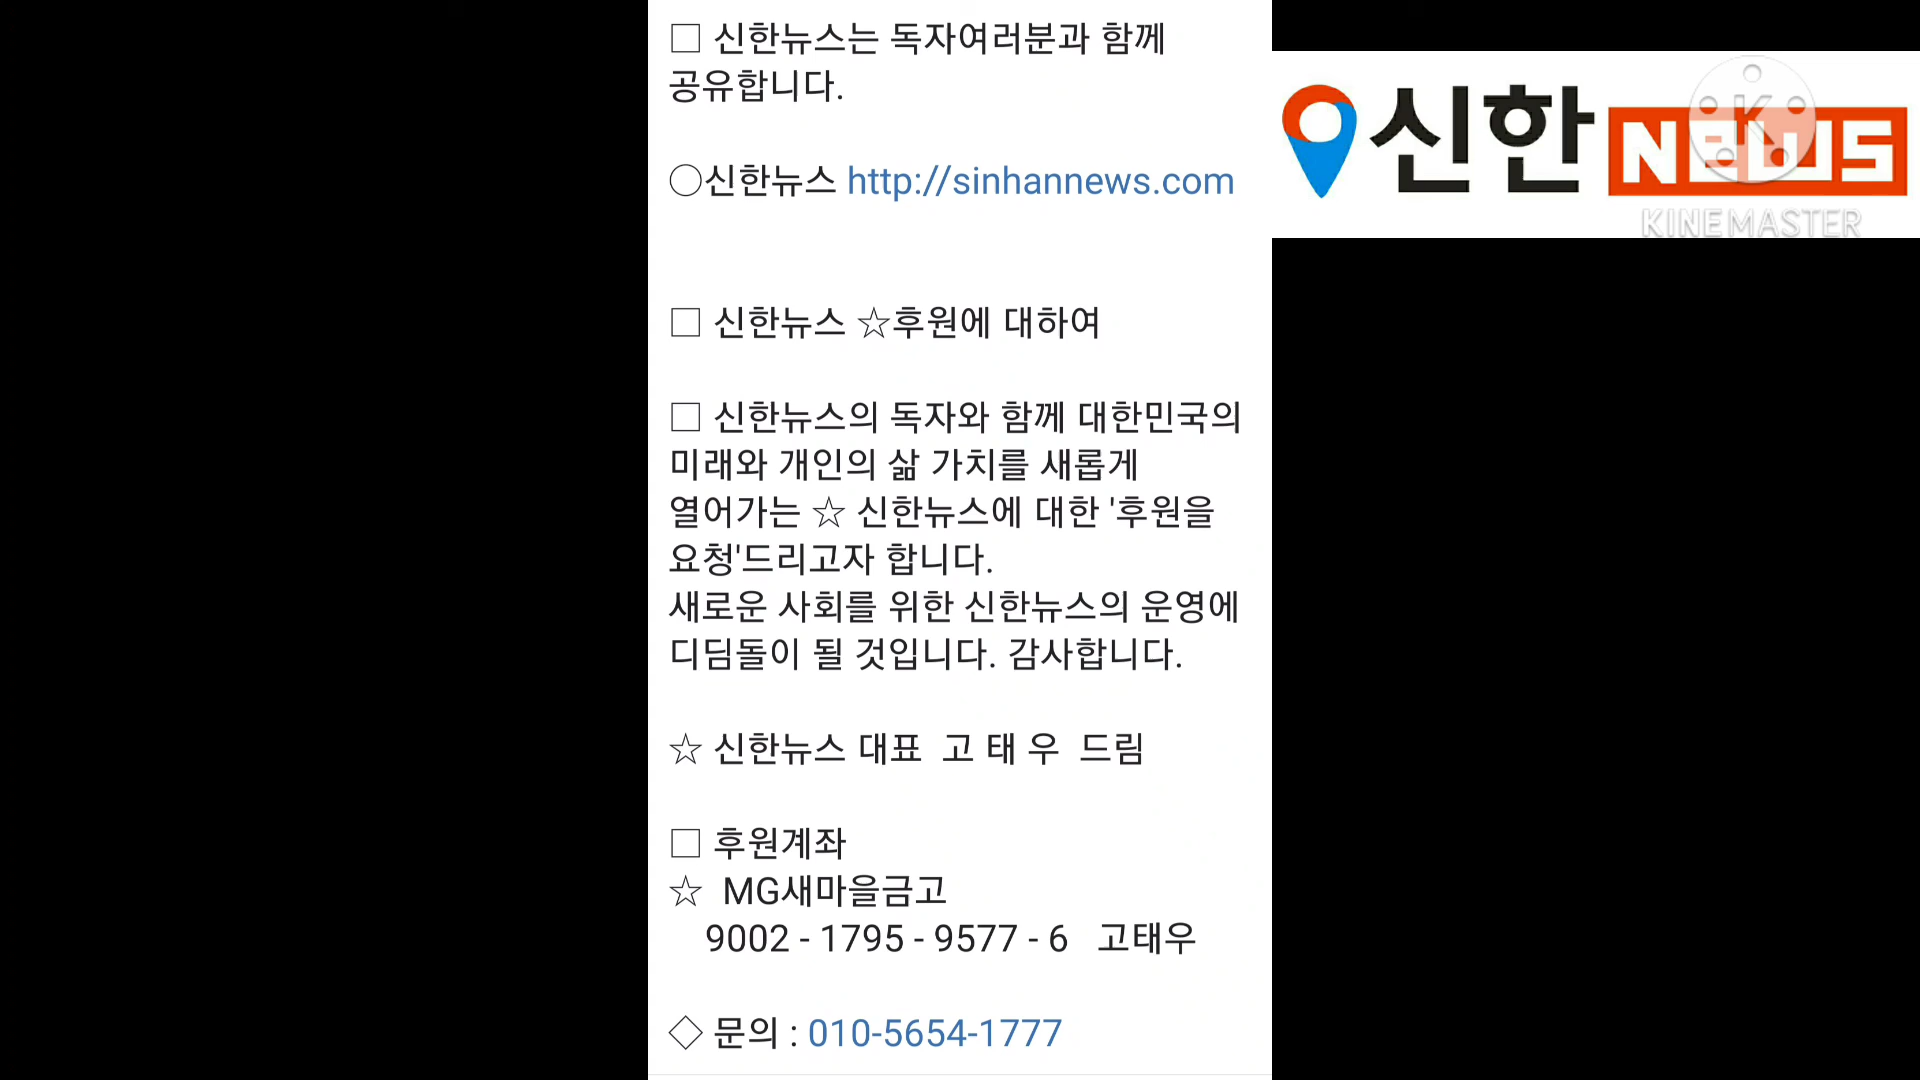 □ 신한뉴스는 독자여러분과 함께
공유합니다.
○신한뉴스 http://sinhannews.com
□ 신한뉴스 ☆후원에 대하여
□ 신한뉴스의 독자와 함께 대한민국의
미래와 개인의 삶 가치를 새롭게
열어가는 ☆ 신한뉴스에 대한 '후원을
요청'드리고자 합니다.
새로운 사회를 위한 신한뉴스의 운영에
디딤돌이 될 것입니다. 감사합니다.
☆ 신한뉴스 대표 고 태 우 드림
□ 후원계좌
☆ MG새마을금고
9002 - 1795 - 9577 - 6 고태우
◇ 문의 : 010-5654-1777
신한 NEWS
K
KINEMASTER